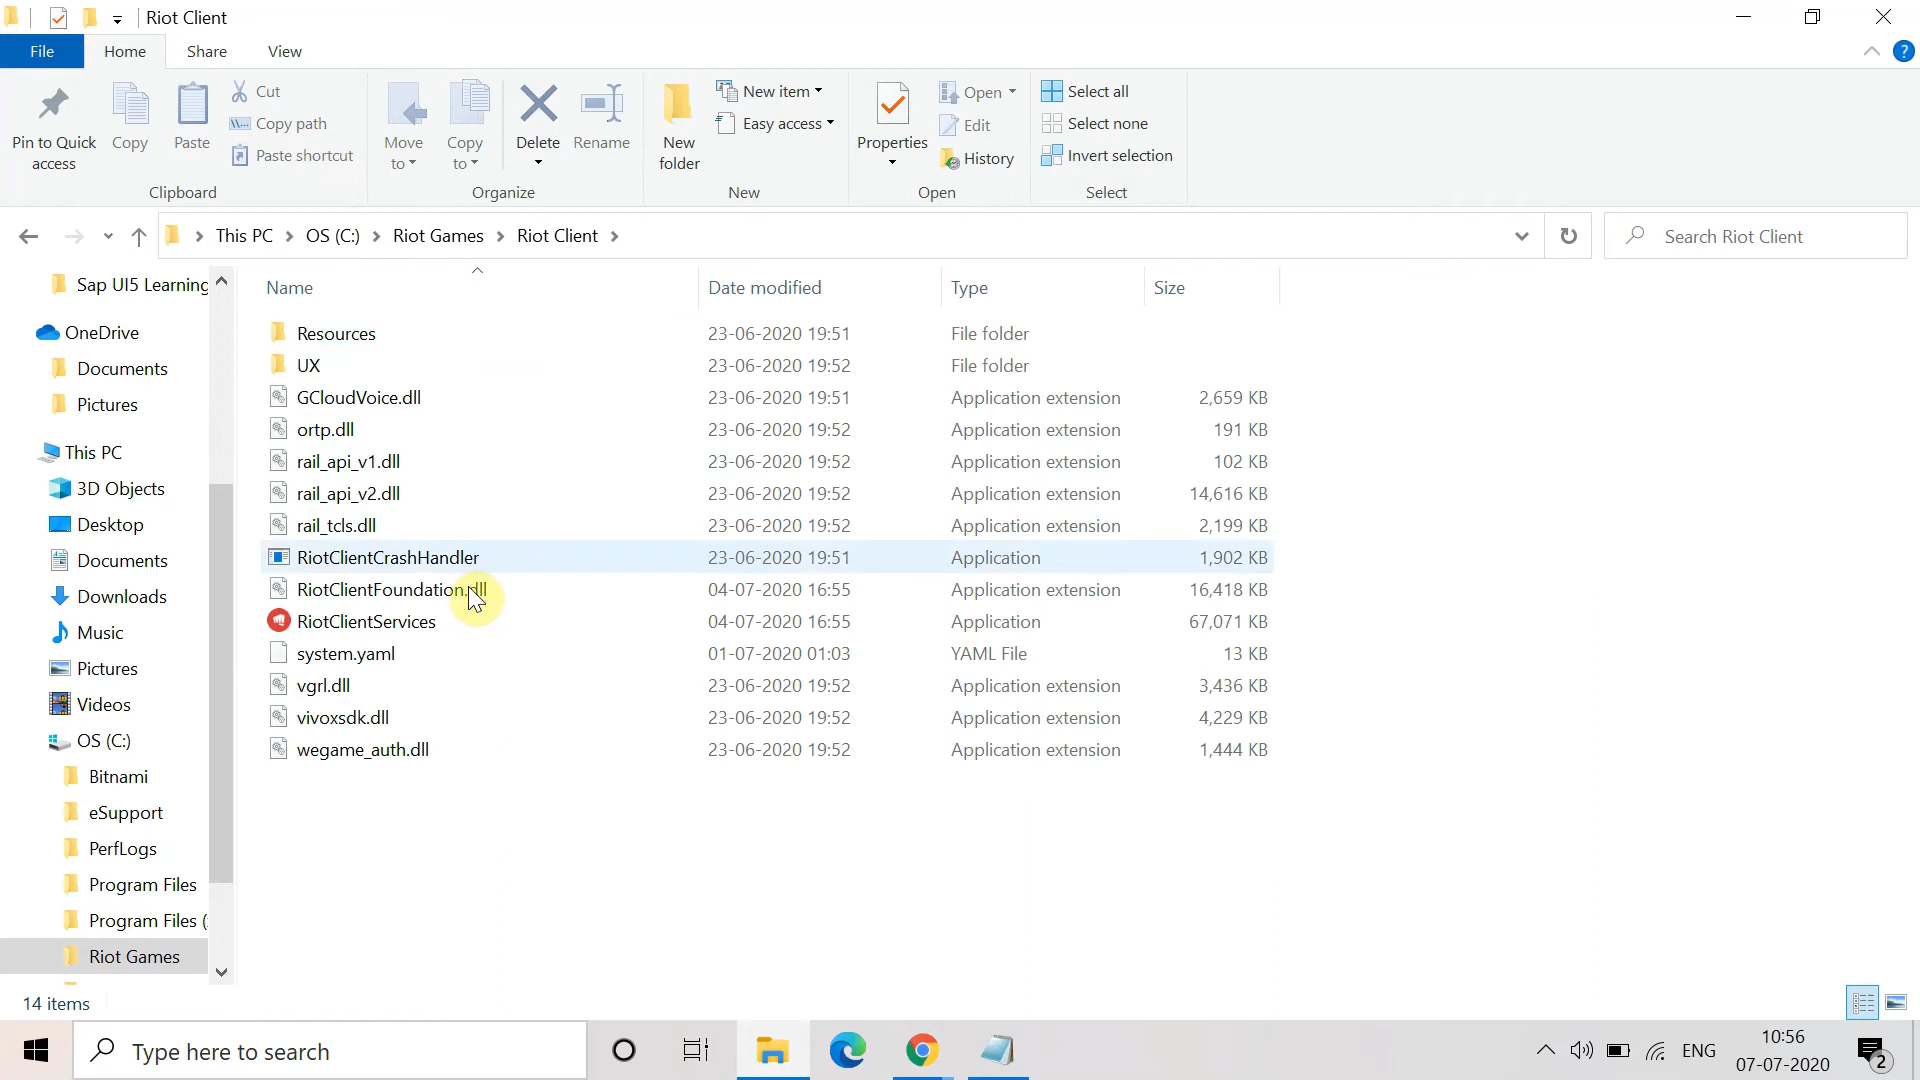 Riot Client
File
Home
Share
View
Pin to Quick access
Copy
Paste
Cut
Copy path
Paste shortcut
Clipboard
Move to
Copy to
Delete
Rename
Organize
New folder
New item
Easy access
New
Properties
Open
Edit
History
Open
Select all
Select none
Invert selection
Select
This PC
OS (C:)
Riot Games
Riot Client
Search Riot Client
Sap UI5 Learning
OneDrive
Documents
Pictures
This PC
3D Objects
Desktop
Documents
Downloads
Music
Pictures
Videos
OS (C:)
Bitnami
eSupport
PerfLogs
Program Files
Program Files (
Riot Games
Name Date modified Type Size
Resources 23-06-2020 19:51 File folder
UX 23-06-2020 19:52 File folder
GCloudVoice.dll 23-06-2020 19:51 Application extension 2,659 KB
ortp.dll 23-06-2020 19:52 Application extension 191 KB
rail_api_v1.dll 23-06-2020 19:52 Application extension 102 KB
rail_api_v2.dll 23-06-2020 19:52 Application extension 14,616 KB
rail_tcls.dll 23-06-2020 19:52 Application extension 2,199 KB
RiotClientCrashHandler 23-06-2020 19:51 Application 1,902 KB
RiotClientFoundation.dll 04-07-2020 16:55 Application extension 16,418 KB
RiotClientServices 04-07-2020 16:55 Application 67,071 KB
system.yaml 01-07-2020 01:03 YAML File 13 KB
vgrl.dll 23-06-2020 19:52 Application extension 3,436 KB
vivoxsdk.dll 23-06-2020 19:52 Application extension 4,229 KB
wegame_auth.dll 23-06-2020 19:52 Application extension 1,444 KB
14 items
Type here to search
ENG
10:56
07-07-2020
2